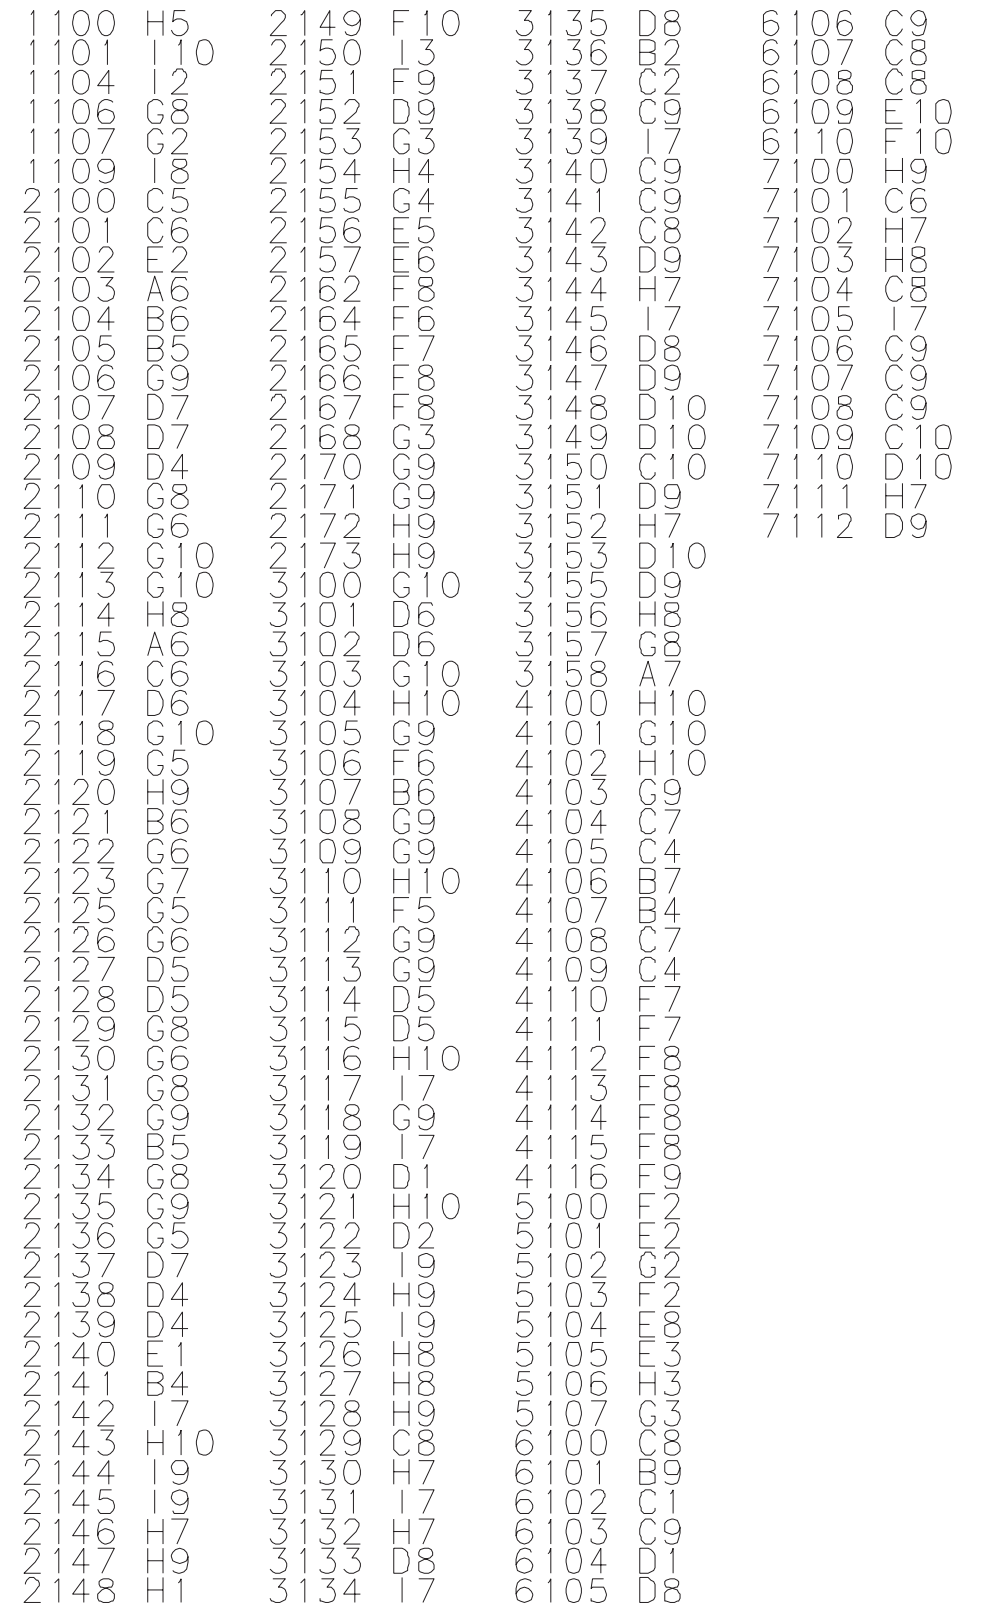 1100 H5 2149 F10 3135 D8 6106 C9
1101 I10 2150 I3 3136 B2 6107 C8
1104 I2 2151 F9 3137 C2 6108 C8
1106 G8 2152 D9 3138 C9 6109 E10
1107 G2 2153 G3 3139 I7 6110 F10
1109 I8 2154 H4 3140 C9 7100 H9
2100 C5 2155 G4 3141 C9 7101 C6
2101 C6 2156 E5 3142 C8 7102 H7
2102 E2 2157 E6 3143 D9 7103 H8
2103 A6 2162 F8 3144 H7 7104 C8
2104 B6 2164 F6 3145 I7 7105 I7
2105 B5 2165 F7 3146 D8 7106 C9
2106 G9 2166 F8 3147 D9 7107 C9
2107 D7 2167 F8 3148 D10 7108 C9
2108 D7 2168 G3 3149 D10 7109 C10
2109 D4 2170 G9 3150 C10 7110 D10
2110 G8 2171 G9 3151 D9 7111 H7
2111 G6 2172 H9 3152 H7 7112 D9
2112 G10 2173 H9 3153 D10
2113 G10 3100 G10 3155 D9
2114 H8 3101 D6 3156 H8
2115 A6 3102 D6 3157 G8
2116 C6 3103 G10 3158 A7
2117 D6 3104 H10 4100 H10
2118 G10 3105 G9 4101 G10
2119 G5 3106 F6 4102 H10
2120 H9 3107 B6 4103 G9
2121 B6 3108 G9 4104 C7
2122 G6 3109 G9 4105 C4
2123 G7 3110 H10 4106 B7
2125 G5 3111 F5 4107 B4
2126 G6 3112 G9 4108 C7
2127 D5 3113 G9 4109 C4
2128 D5 3114 D5 4110 F7
2129 G8 3115 D5 4111 F7
2130 G6 3116 H10 4112 F8
2131 G8 3117 I7 4113 F8
2132 G9 3118 G9 4114 F8
2133 B5 3119 I7 4115 F8
2134 G8 3120 D1 4116 F9
2135 G9 3121 H10 5100 F2
2136 G5 3122 D2 5101 E2
2137 D7 3123 I9 5102 G2
2138 D4 3124 H9 5103 F2
2139 D4 3125 I9 5104 E8
2140 E1 3126 H8 5105 E3
2141 B4 3127 H8 5106 H3
2142 I7 3128 H9 5107 G3
2143 H10 3129 C8 6100 C8
2144 I9 3130 H7 6101 B9
2145 I9 3131 I7 6102 C1
2146 H7 3132 H7 6103 C9
2147 H9 3133 D8 6104 D1
2148 H1 3134 I7 6105 D8